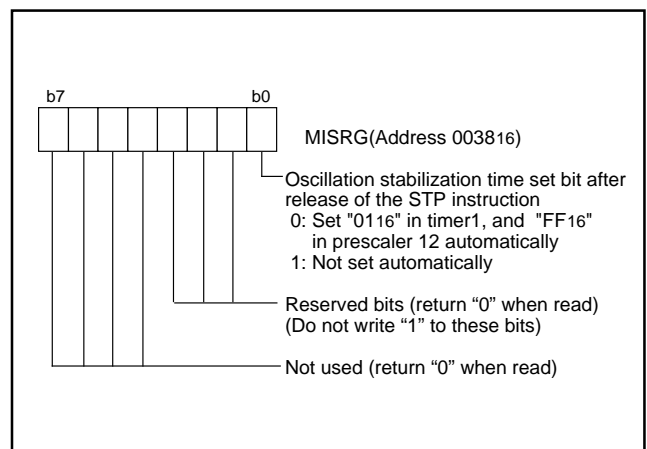 b7 b0
MISRG(Address 003816)
Oscillation stabilization time set bit after
release of the STP instruction
0: Set "0116" in timer1, and "FF16"
in prescaler 12 automatically
1: Not set automatically
Reserved bits (return “0” when read)
(Do not write “1” to these bits)
Not used (return “0” when read)